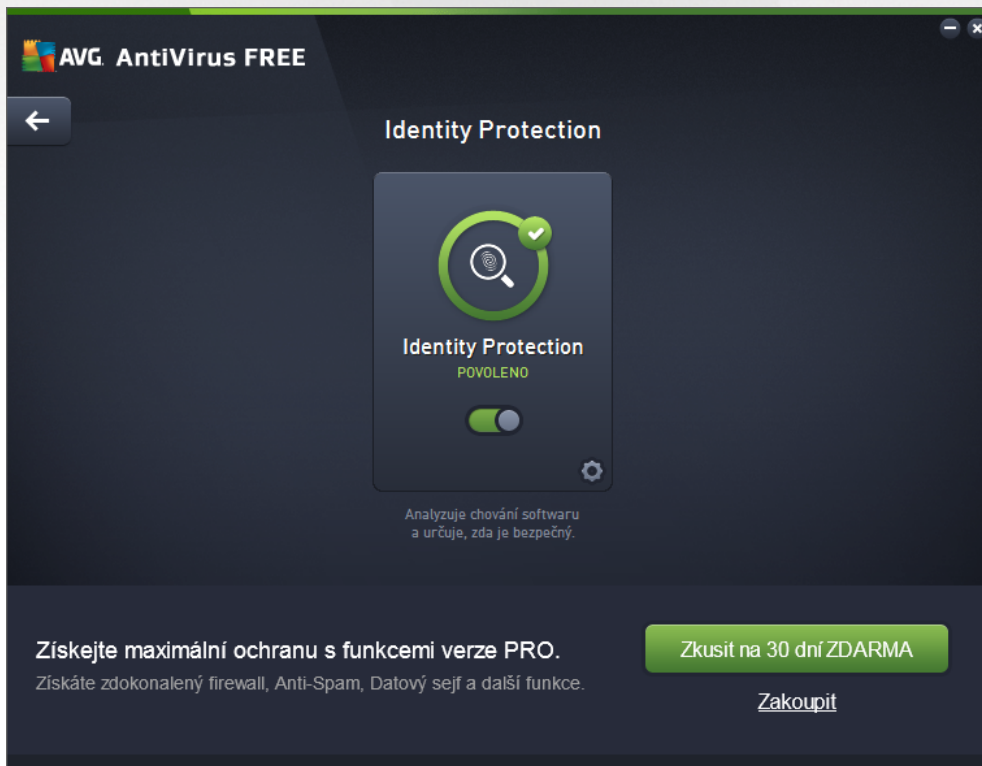 AVG AntiVirus FREE
Identity Protection
Identity Protection
POVOLENO
Analyzuje chování softwaru
a určuje, zda je bezpečný.
Získejte maximální ochranu s funkcemi verze PRO.
Zkusit na 30 dní ZDARMA
Získáte zdokonalený firewall, Anti-Spam, Datový sejf a další funkce.
Zakoupit